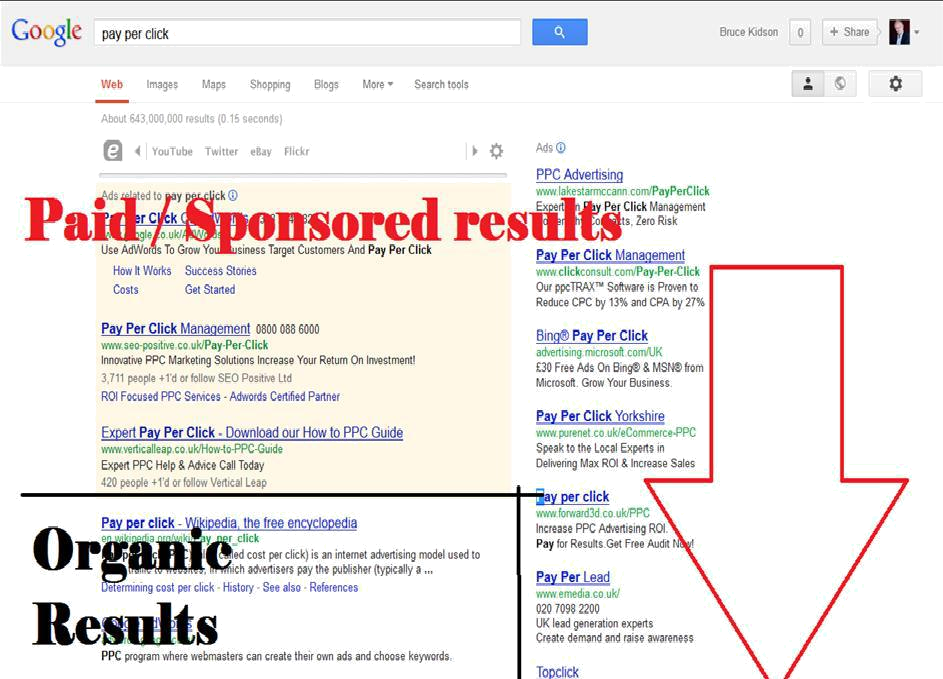 Google
pay per click
Bruce Kidson 0 + Share
Web Images Maps Shopping Blogs More Search tools
About 643,000,000 results (0.15 seconds)
YouTube Twitter eBay Flickr
Ads related to pay per click
Paid / Sponsored results
Use AdWords To Grow Your Business Target Customers And Pay Per Click
How It Works Success Stories
Costs Get Started
Pay Per Click Management 0800 088 6000
www.seo-positive.co.uk/Pay-Per-Click
Innovative PPC Marketing Solutions Increase Your Return On Investment!
3,711 people +1'd or follow SEO Positive Ltd
ROI Focused PPC Services - Adwords Certified Partner
Expert Pay Per Click - Download our How to PPC Guide
www.verticalleap.co.uk/How-to-PPC-Guide
Expert PPC Help & Advice Call Today
420 people +1'd or follow Vertical Leap
Organic
Results
Pay per click - Wikipedia, the free encyclopedia
en.wikipedia.org/wiki/Pay_per_click
called cost per click) is an internet advertising model used to
traffic to websites, in which advertisers pay the publisher (typically a ...
Determining cost per click - History - See also - References
Google AdWords
PPC program where webmasters can create their own ads and choose keywords.
Ads
PPC Advertising
www.lakestarmccann.com/PayPerClick
Expert in Pay Per Click Management
Zero Risk
Pay Per Click Management
www.clickconsult.com/Pay-Per-Click
Our ppcTRAX™ Software is Proven to
Reduce CPC by 13% and CPA by 27%
Bing® Pay Per Click
advertising.microsoft.com/UK
£30 Free Ads On Bing® & MSN® from
Microsoft. Grow Your Business.
Pay Per Click Yorkshire
www.purenet.co.uk/eCommerce-PPC
Speak to the Local Experts in
Delivering Max ROI & Increase Sales
Pay per click
www.forward3d.co.uk/PPC
Increase PPC Advertising ROI.
Pay for Results.Get Free Audit Now!
Pay Per Lead
www.emedia.co.uk/
020 7098 2200
UK lead generation experts
Create demand and raise awareness
Topclick